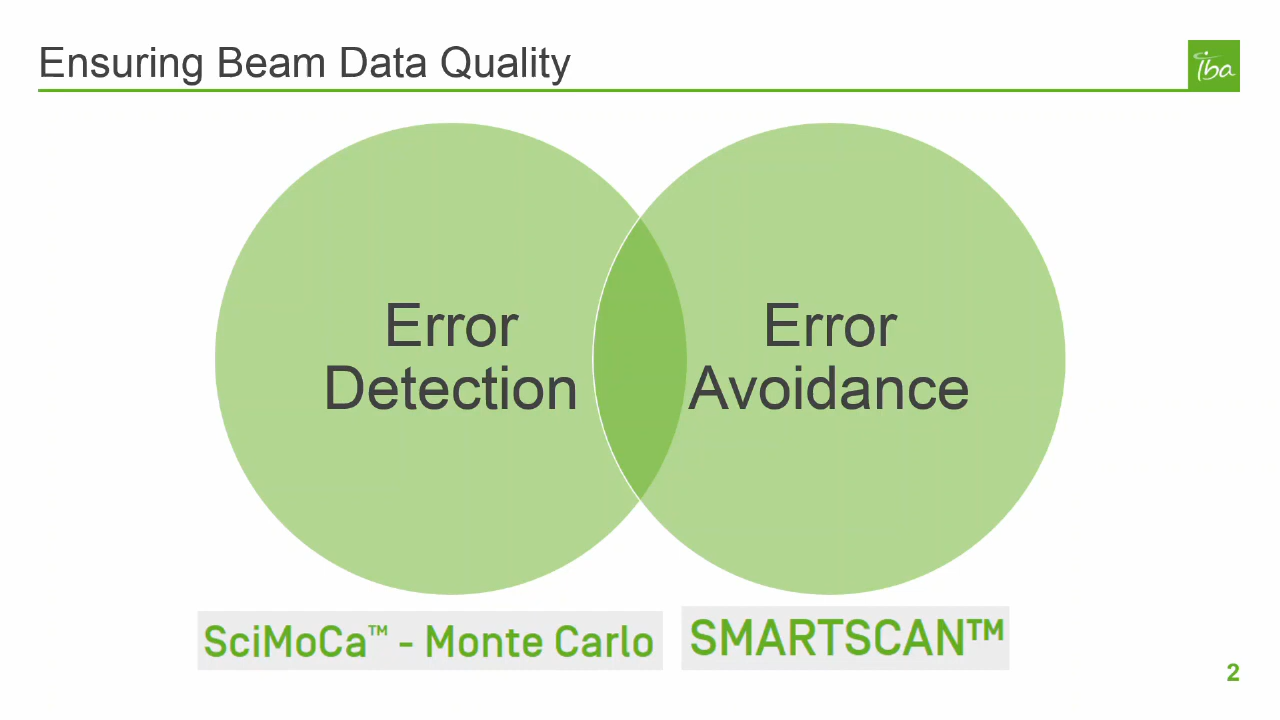 Ensuring Beam Data Quality
iba
Error
Detection
Error
Avoidance
SciMoCa™ - Monte Carlo
SMARTSCAN™
2